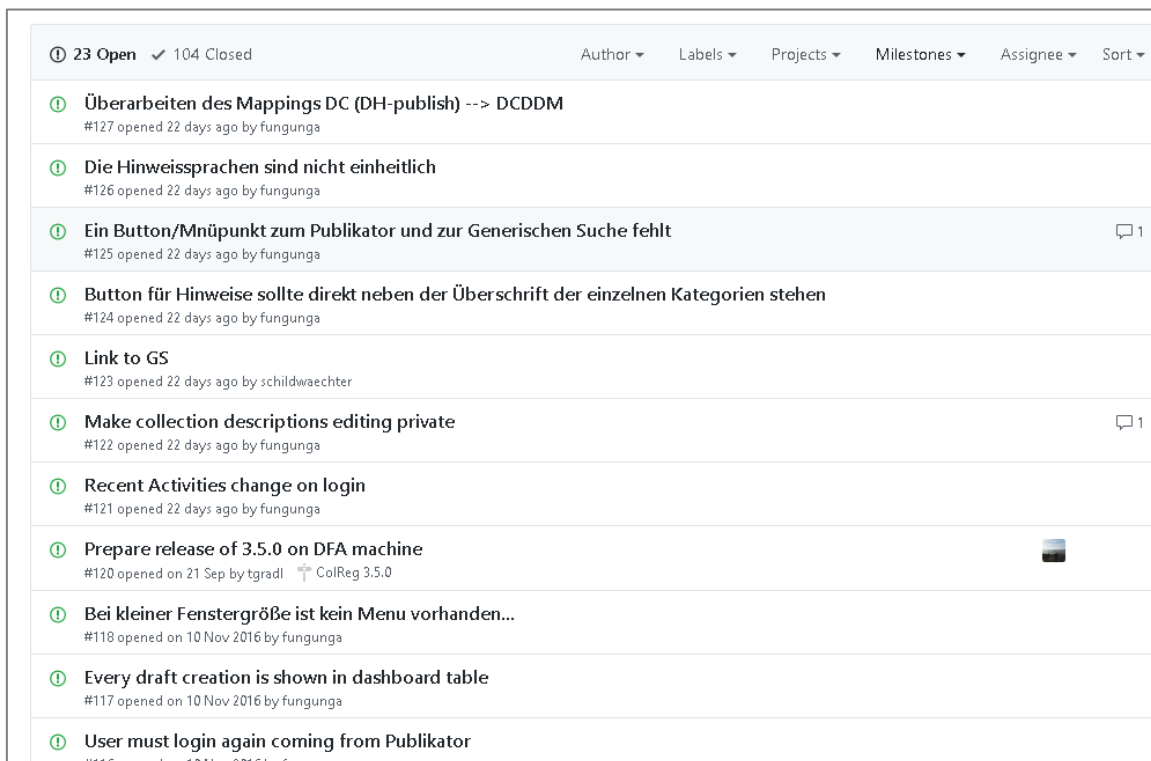 23 Open 104 Closed Author Labels Projects Milestones Assignee Sort
Überarbeiten des Mappings DC (DH-publish) --> DCDDM
#127 opened 22 days ago by fungunga
Die Hinweissprachen sind nicht einheitlich
#126 opened 22 days ago by fungunga
Ein Button/Mnüpunkt zum Publikator und zur Generischen Suche fehlt 1
#125 opened 22 days ago by fungunga
Button für Hinweise sollte direkt neben der Überschrift der einzelnen Kategorien stehen
#124 opened 22 days ago by fungunga
Link to GS
#123 opened 22 days ago by schildwaechter
Make collection descriptions editing private 1
#122 opened 22 days ago by fungunga
Recent Activities change on login
#121 opened 22 days ago by fungunga
Prepare release of 3.5.0 on DFA machine
#120 opened on 21 Sep by tgradl ColReg 3.5.0
Bei kleiner Fenstergröße ist kein Menu vorhanden...
#118 opened on 10 Nov 2016 by fungunga
Every draft creation is shown in dashboard table
#117 opened on 10 Nov 2016 by fungunga
User must login again coming from Publikator